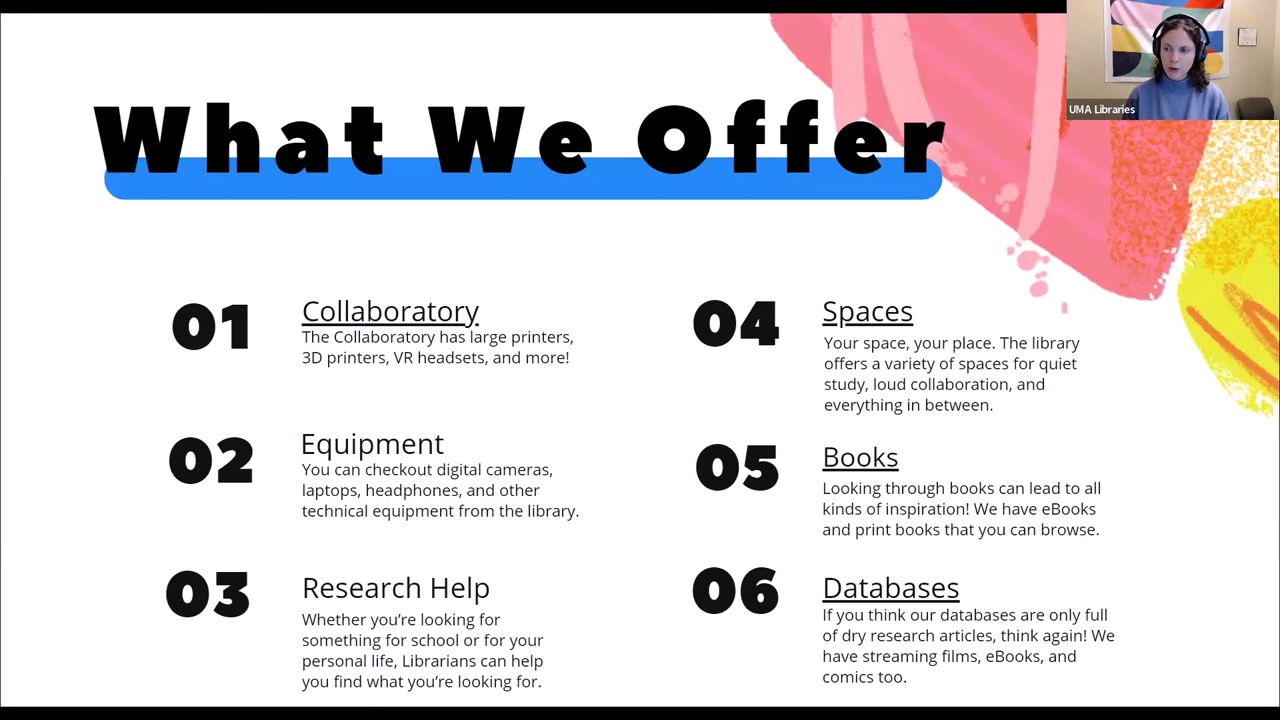 What We Offer
UMA Libraries
01
Collaboratory
The Collaboratory has large printers,
3D printers, VR headsets, and more!
02
Equipment
You can checkout digital cameras,
laptops, headphones, and other
technical equipment from the library.
03
Research Help
Whether you’re looking for
something for school or for your
personal life, Librarians can help
you find what you’re looking for.
04
Spaces
Your space, your place. The library
offers a variety of spaces for quiet
study, loud collaboration, and
everything in between.
05
Books
Looking through books can lead to all
kinds of inspiration! We have eBooks
and print books that you can browse.
06
Databases
If you think our databases are only full
of dry research articles, think again! We
have streaming films, eBooks, and
comics too.